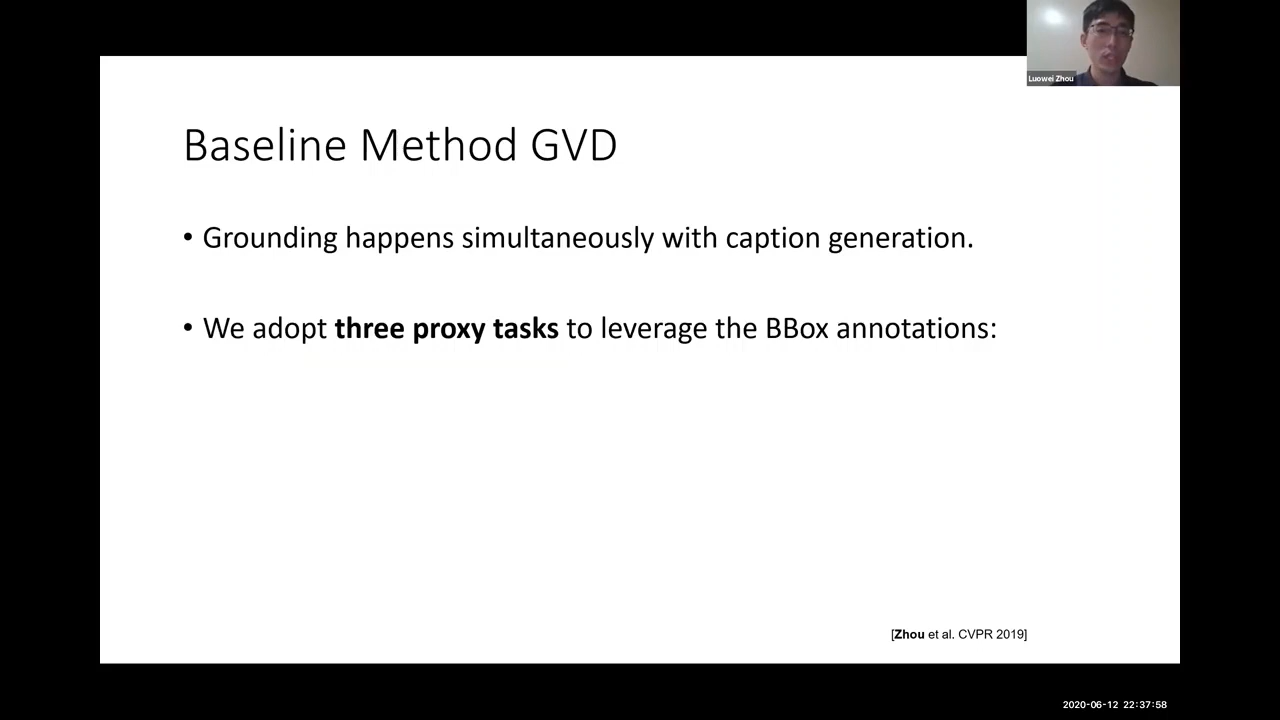 Luowei Zhou
Baseline Method GVD
• Grounding happens simultaneously with caption generation.
• We adopt three proxy tasks to leverage the BBox annotations:
[Zhou et al. CVPR 2019]
2020-06-12 22:37:58